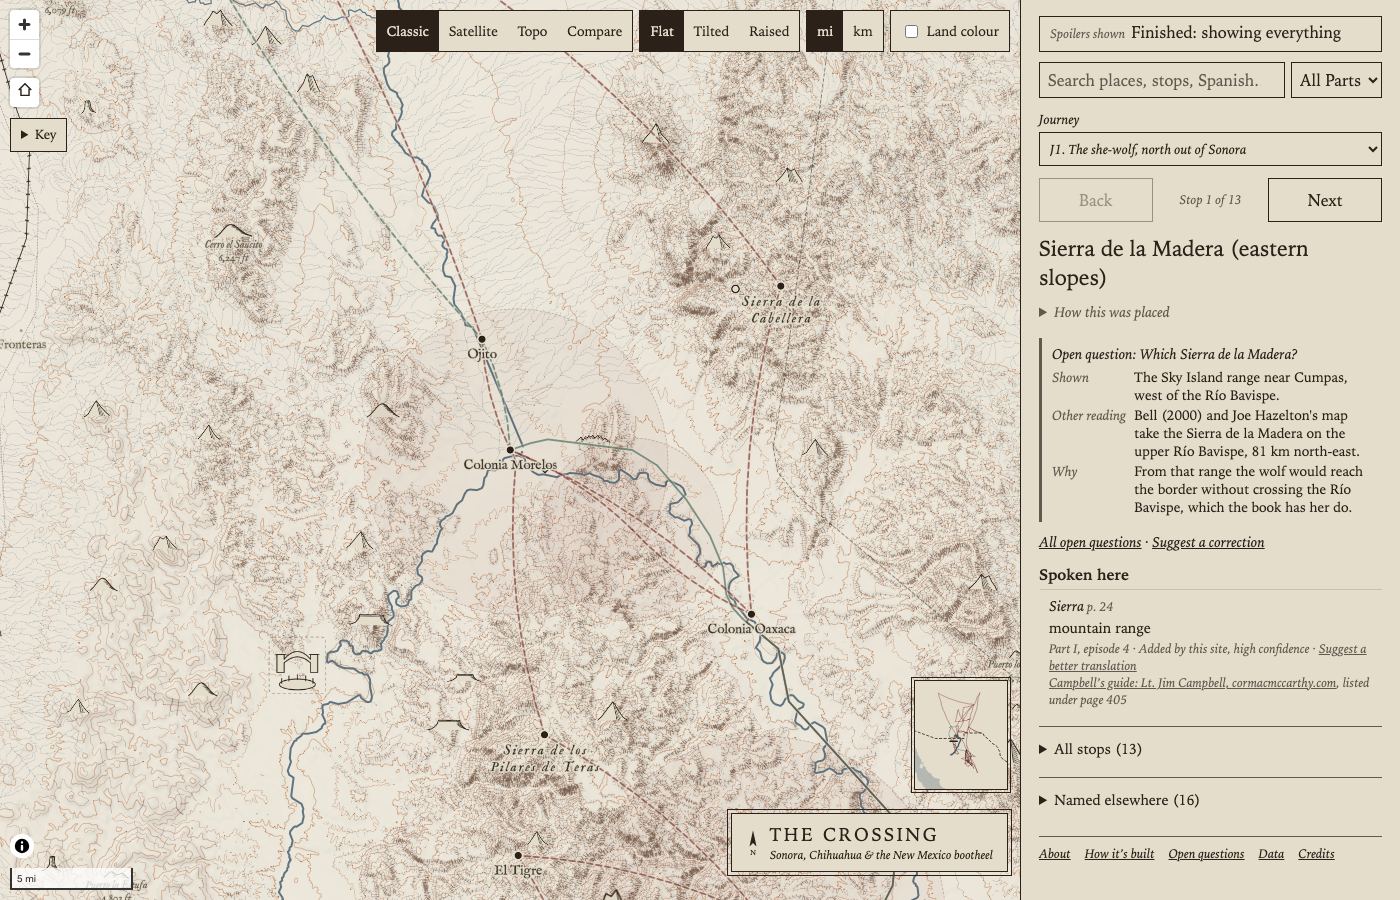 6,050 ft
Classic
Satellite
Topo
Compare
Flat
Tilted
Raised
mi
km
Land colour
Key
Cerro el Saucito
Fronteras
Sierra de la
Cabellera
Ojito
Colonia Morelos
Colonia Oaxaca
Sierra de los
Pilares de Teras
El Tigre
5 mi
THE CROSSING
N
Sonora, Chihuahua & the New Mexico bootheel
Spoilers shown Finished: showing everything
Search places, stops, Spanish.
All Parts
Journey
J1. The she-wolf, north out of Sonora
Back
Stop 1 of 13
Next
Sierra de la Madera (eastern
slopes)
How this was placed
Open question: Which Sierra de la Madera?
Shown The Sky Island range near Cumpas,
west of the Río Bavispe.
Other reading Bell (2000) and Joe Hazelton's map
take the Sierra de la Madera on the
upper Río Bavispe, 81 km north-east.
Why From that range the wolf would reach
the border without crossing the Río
Bavispe, which the book has her do.
All open questions · Suggest a correction
Spoken here
Sierra p. 24
mountain range
Part I, episode 4 · Added by this site, high confidence · Suggest a
better translation
Campbell's guide: Lt. Jim Campbell, cormacmccarthy.com, listed
under page 405
All stops (13)
Named elsewhere (16)
About
How it's built
Open questions
Data
Credits